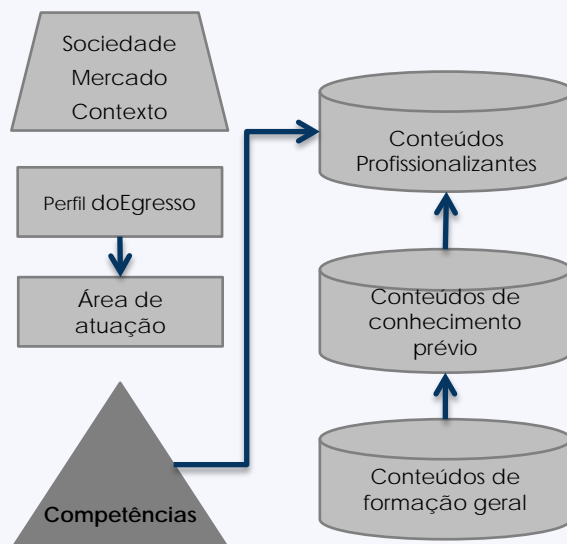 Sociedade
Mercado
Contexto
Perfil doEgresso
Área de
atuação
Competências
Conteúdos
Profissionalizantes
Conteúdos de
conhecimento
prévio
Conteúdos de
formação geral